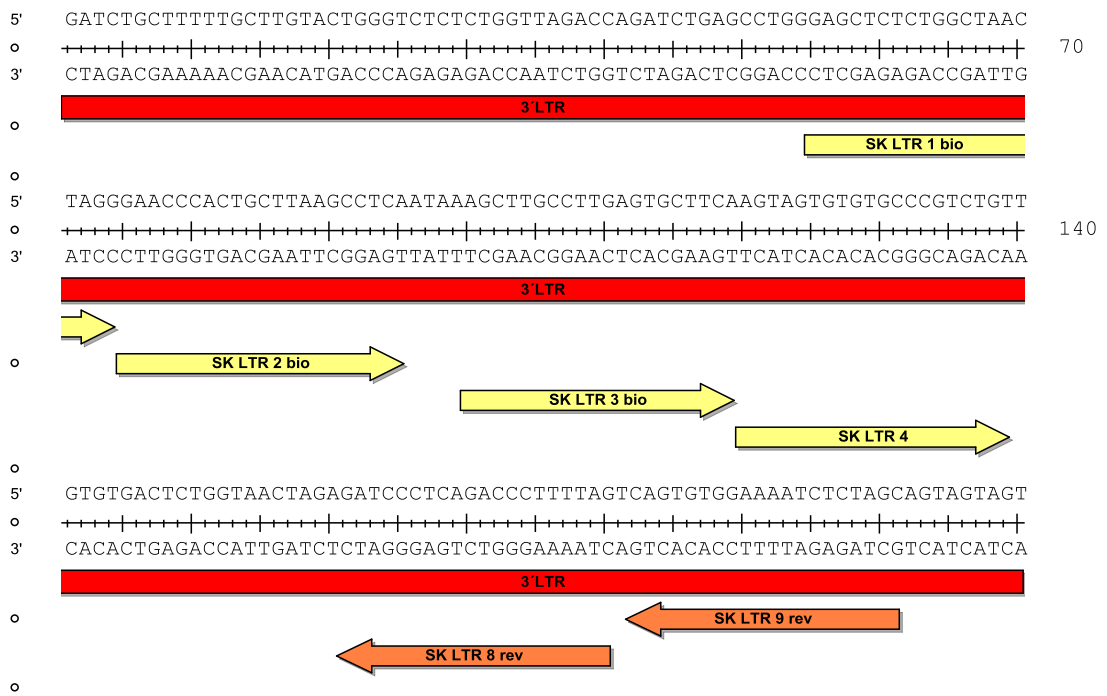 5' GATCTGCTTTTTGCTTGTACTGGGTCTCTCTGGTTAGACCAGATCTGAGCCTGGGAGCTCTCTGGCTAAC
70
3' CTAGACGAAAAACGAACATGACCCAGAGAGACCAATCTGGTCTAGACTCGGACCCTCGAGAGACCGATTG
3´LTR
SK LTR 1 bio
5' TAGGGAACCCACTGCTTAAGCCTCAATAAAGCTTGCCTTGAGTGCTTCAAGTAGTGTGTGCCCGTCTGTT
140
3' ATCCCTTGGGTGACGAATTCGGAGTTATTTCGAACGGAACTCACGAAGTTCATCACACACGGGCAGACAA
3´LTR
SK LTR 2 bio
SK LTR 3 bio
SK LTR 4
5' GTGTGACTCTGGTAACTAGAGATCCCTCAGACCCTTTTAGTCAGTGTGGAAAATCTCTAGCAGTAGTAGT
3' CACACTGAGACCATTGATCTCTAGGGAGTCTGGGAAAATCAGTCACACCTTTTAGAGATCGTCATCATCA
3´LTR
SK LTR 9 rev
SK LTR 8 rev